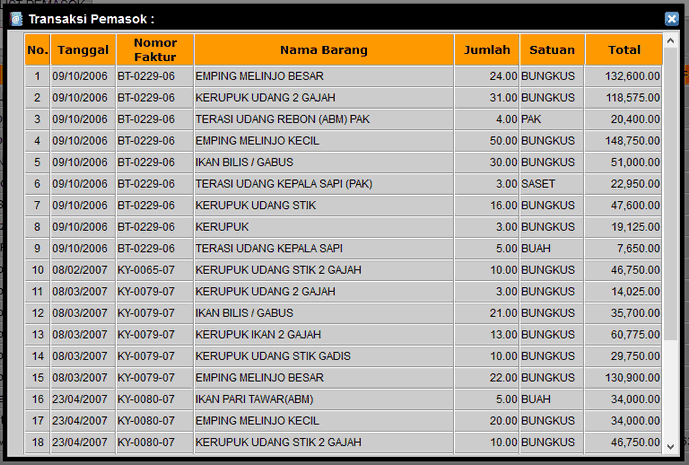 Transaksi Pemasok :
No. Tanggal Nomor Faktur Nama Barang Jumlah Satuan Total
1 09/10/2006 BT-0229-06 EMPING MELINJO BESAR 24.00 BUNGKUS 132,600.00
2 09/10/2006 BT-0229-06 KERUPUK UDANG 2 GAJAH 31.00 BUNGKUS 118,575.00
3 09/10/2006 BT-0229-06 TERASI UDANG REBON (ABM) PAK 4.00 PAK 20,400.00
4 09/10/2006 BT-0229-06 EMPING MELINJO KECIL 50.00 BUNGKUS 148,750.00
5 09/10/2006 BT-0229-06 IKAN BILIS / GABUS 30.00 BUNGKUS 51,000.00
6 09/10/2006 BT-0229-06 TERASI UDANG KEPALA SAPI (PAK) 3.00 SASET 22,950.00
7 09/10/2006 BT-0229-06 KERUPUK UDANG STIK 16.00 BUNGKUS 47,600.00
8 09/10/2006 BT-0229-06 KERUPUK 3.00 BUNGKUS 19,125.00
9 09/10/2006 BT-0229-06 TERASI UDANG KEPALA SAPI 5.00 BUAH 7,650.00
10 08/02/2007 KY-0065-07 KERUPUK UDANG STIK 2 GAJAH 10.00 BUNGKUS 46,750.00
11 08/03/2007 KY-0079-07 KERUPUK UDANG 2 GAJAH 3.00 BUNGKUS 14,025.00
12 08/03/2007 KY-0079-07 IKAN BILIS / GABUS 21.00 BUNGKUS 35,700.00
13 08/03/2007 KY-0079-07 KERUPUK IKAN 2 GAJAH 13.00 BUNGKUS 60,775.00
14 08/03/2007 KY-0079-07 KERUPUK UDANG STIK GADIS 10.00 BUNGKUS 29,750.00
15 08/03/2007 KY-0079-07 EMPING MELINJO BESAR 22.00 BUNGKUS 130,900.00
16 23/04/2007 KY-0080-07 IKAN PARI TAWAR(ABM) 5.00 BUAH 34,000.00
17 23/04/2007 KY-0080-07 EMPING MELINJO KECIL 20.00 BUNGKUS 34,000.00
18 23/04/2007 KY-0080-07 KERUPUK UDANG STIK 2 GAJAH 10.00 BUNGKUS 46,750.00